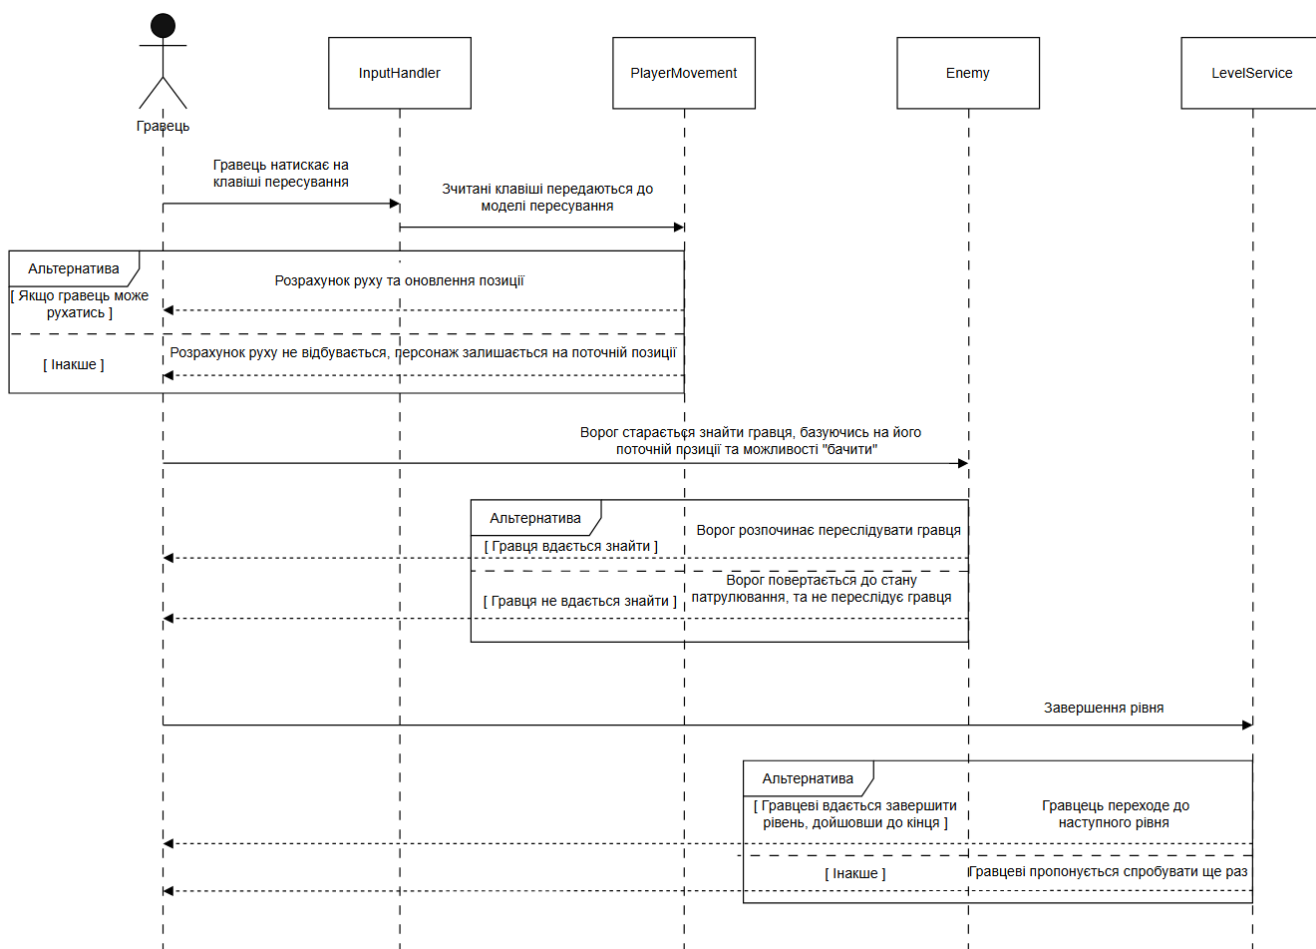 InputHandler
PlayerMovement
Enemy
LevelService
Гравець
Гравець натискає на
клавіші пересування
Зчитані клавіші передаються до
моделі пересування
Альтернатива
[ Якщо гравець може
рухатись ]
Розрахунок руху та оновлення позиції
[ Інакше ]
Розрахунок руху не відбувається, персонаж залишається на поточній позиції
Ворог старається знайти гравця, базуючись на його
поточній позиції та можливості "бачити"
Альтернатива
[ Гравця вдається знайти ]
Ворог розпочинає переслідувати гравця
[ Гравця не вдається знайти ]
Ворог повертається до стану
патрулювання, та не переслідує гравця
Завершення рівня
Альтернатива
[ Гравцеві вдається завершити
рівень, дойшовши до кінця ]
Гравцець переходе до
наступного рівня
[ Інакше ]
Гравцеві пропонується спробувати ще раз